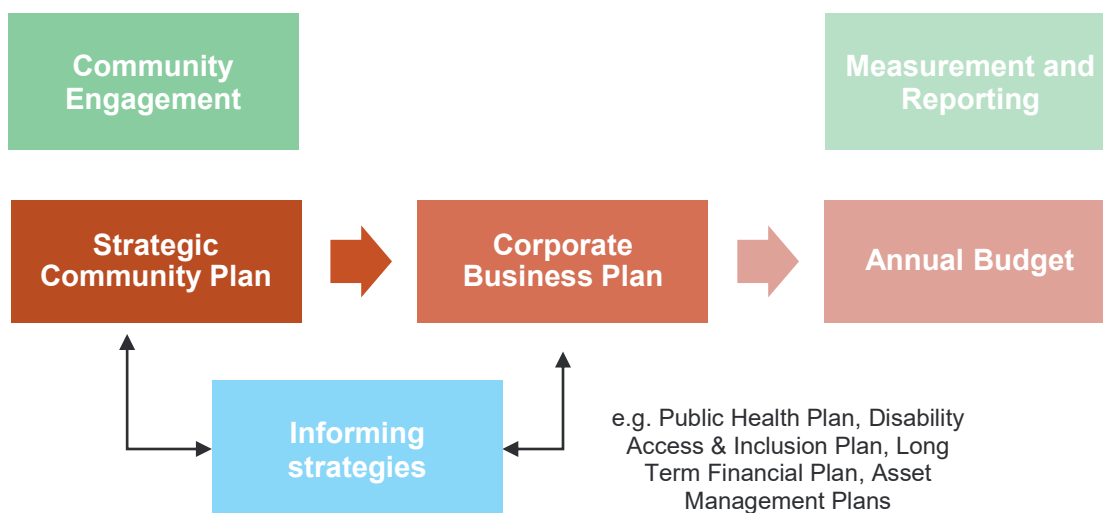 Community
Engagement
Measurement and
Reporting
Strategic
Community Plan
Corporate
Business Plan
Annual Budget
Informing
strategies
e.g. Public Health Plan, Disability
Access & Inclusion Plan, Long
Term Financial Plan, Asset
Management Plans